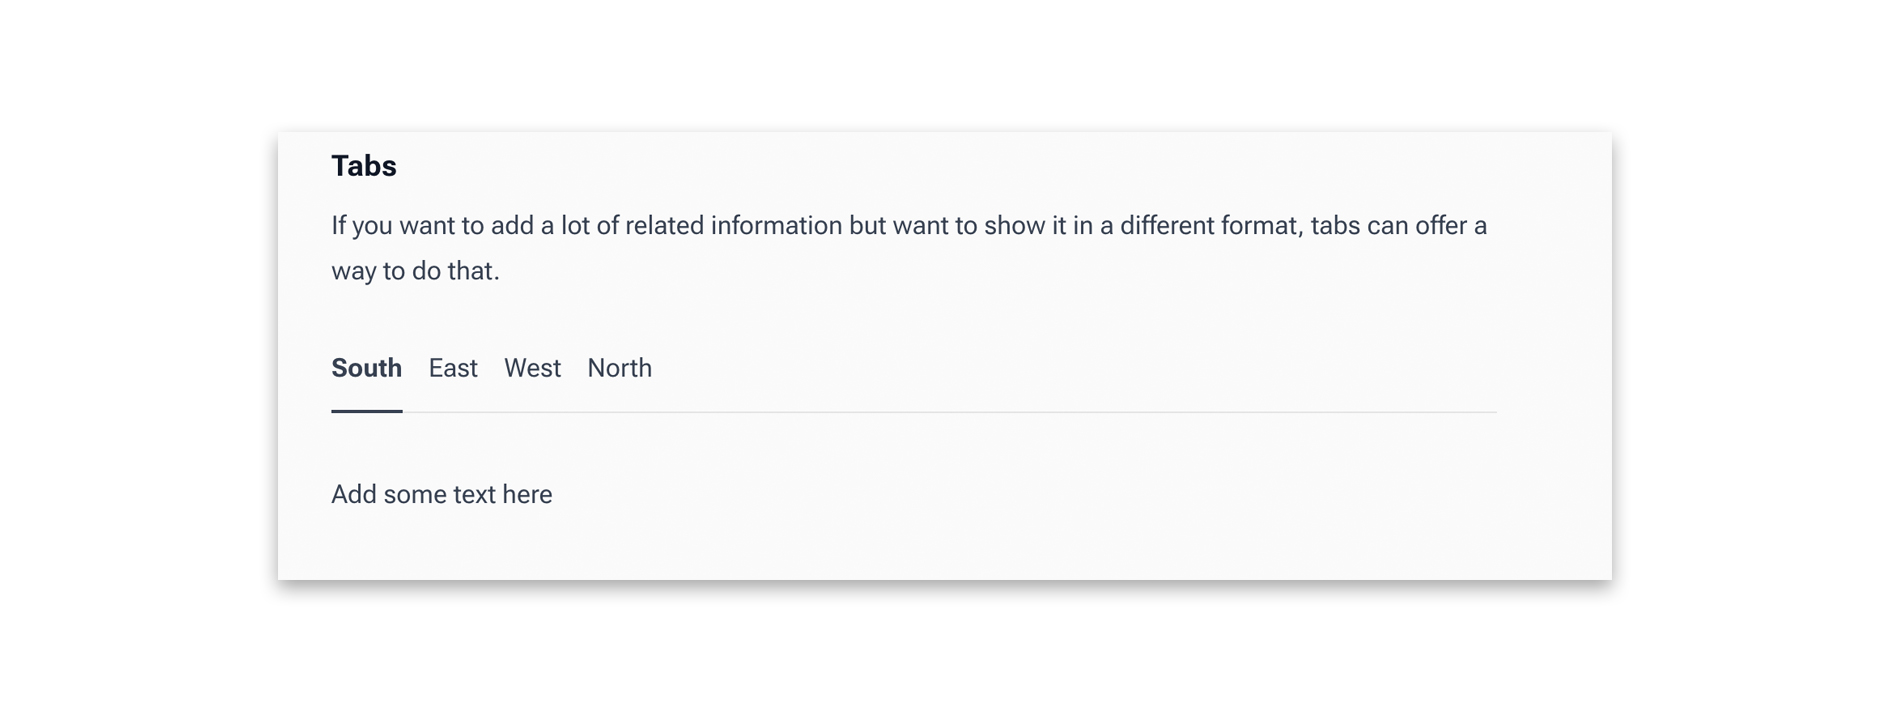 Tabs
If you want to add a lot of related information but want to show it in a different format, tabs can offer a
way to do that.
South East West North
Add some text here